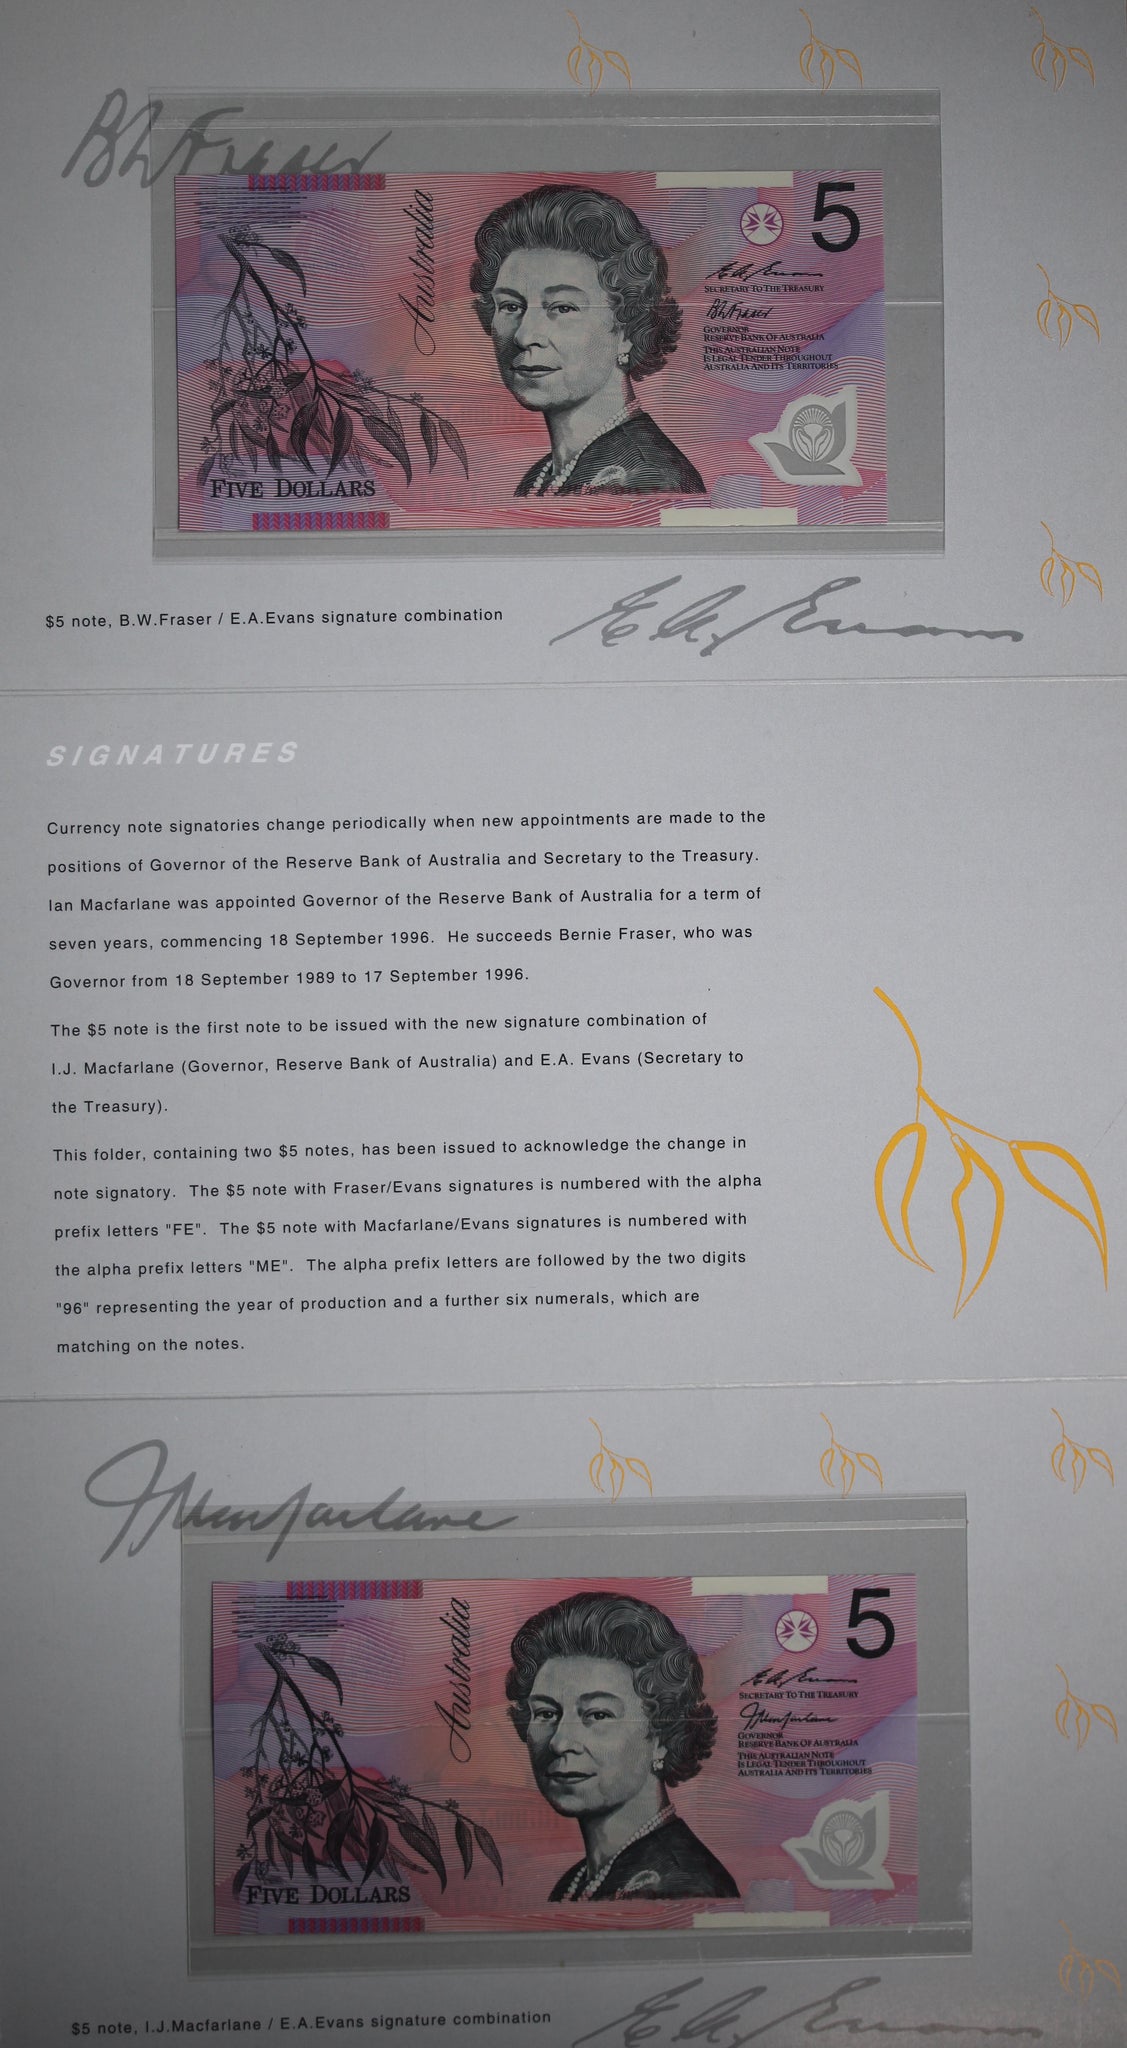 BW Fraser
Australia
5
E A Evans
SECRETARY TO THE TREASURY
BW Fraser
GOVERNOR
RESERVE BANK OF AUSTRALIA
THIS AUSTRALIAN NOTE
IS LEGAL TENDER THROUGHOUT
AUSTRALIA AND ITS TERRITORIES
FIVE DOLLARS
$5 note, B.W.Fraser / E.A.Evans signature combination
E A Evans
SIGNATURES
Currency note signatories change periodically when new appointments are made to the
positions of Governor of the Reserve Bank of Australia and Secretary to the Treasury.
Ian Macfarlane was appointed Governor of the Reserve Bank of Australia for a term of
seven years, commencing 18 September 1996. He succeeds Bernie Fraser, who was
Governor from 18 September 1989 to 17 September 1996.
The $5 note is the first note to be issued with the new signature combination of
I.J. Macfarlane (Governor, Reserve Bank of Australia) and E.A. Evans (Secretary to
the Treasury).
This folder, containing two $5 notes, has been issued to acknowledge the change in
note signatory. The $5 note with Fraser/Evans signatures is numbered with the alpha
prefix letters "FE". The $5 note with Macfarlane/Evans signatures is numbered with
the alpha prefix letters "ME". The alpha prefix letters are followed by the two digits
"96" representing the year of production and a further six numerals, which are
matching on the notes.
IJMacfarlane
Australia
5
E A Evans
SECRETARY TO THE TREASURY
IJMacfarlane
GOVERNOR
RESERVE BANK OF AUSTRALIA
THIS AUSTRALIAN NOTE
IS LEGAL TENDER THROUGHOUT
AUSTRALIA AND ITS TERRITORIES
FIVE DOLLARS
$5 note, I.J.Macfarlane / E.A.Evans signature combination
E A Evans